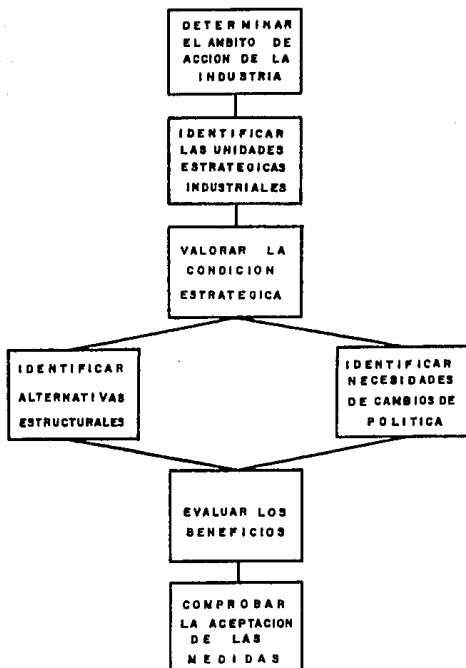 DETERMINAR
EL AMBITO DE
ACCION DE LA
INDUSTRIA
IDENTIFICAR
LAS UNIDADES
ESTRATEGICAS
INDUSTRIALES
VALORAR LA
CONDICION
ESTRATEGICA
IDENTIFICAR
ALTERNATIVAS
ESTRUCTURALES
IDENTIFICAR
NECESIDADES
DE CAMBIOS DE
POLITICA
EVALUAR LOS
BENEFICIOS
COMPROBAR
LA ACEPTACION
DE LAS
MEDIDAS